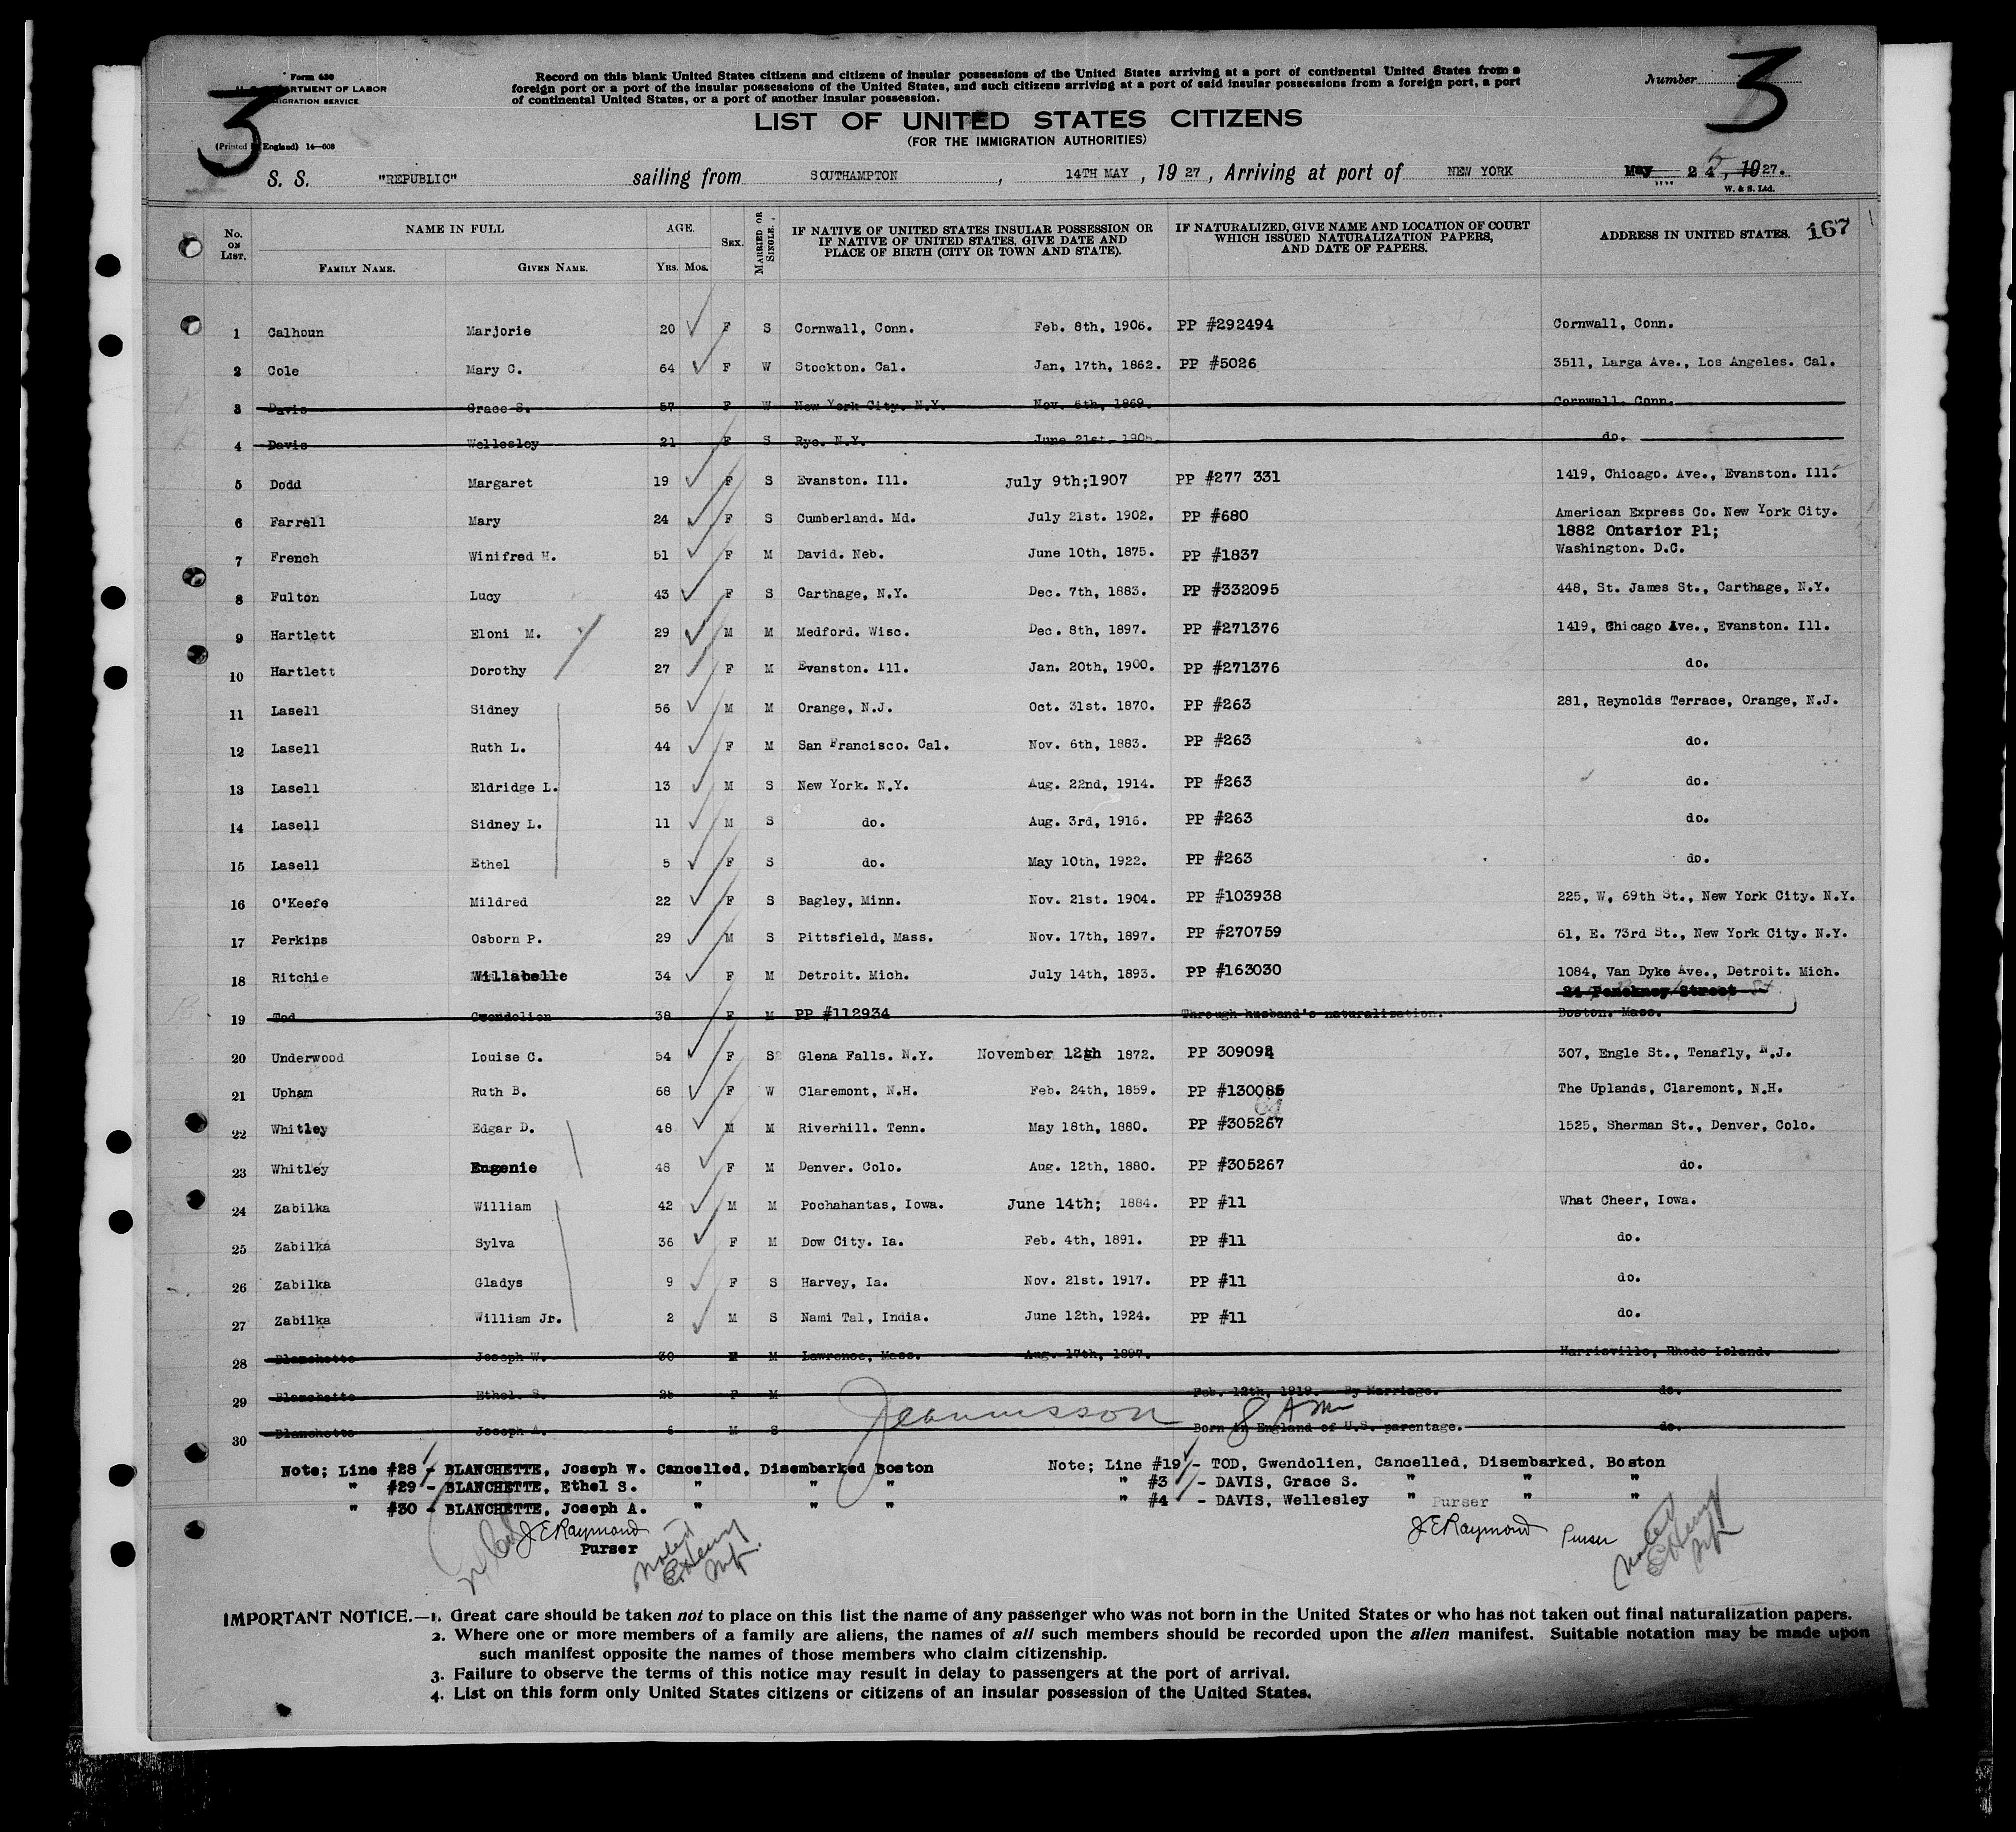 Form 630
U. S. DEPARTMENT OF LABOR
IMMIGRATION SERVICE
3
(Printed in England) 14—608
Record on this blank United States citizens and citizens of insular possessions of the United States arriving at a port of continental United States from a
foreign port or a port of the insular possessions of the United States, and such citizens arriving at a port of said insular possessions from a foreign port, a port
of continental United States, or a port of another insular possession.
Number 3
LIST OF UNITED STATES CITIZENS
(FOR THE IMMIGRATION AUTHORITIES)
S. S. "REPUBLIC" sailing from SOUTHAMPTON, 14TH MAY, 19 27, Arriving at port of NEW YORK May 24, 1927.
W. & S. Ltd.
No. ON LIST. NAME IN FULL FAMILY NAME. GIVEN NAME. AGE. YRS. MOS. SEX. MARRIED OR SINGLE. IF NATIVE OF UNITED STATES INSULAR POSSESSION OR IF NATIVE OF UNITED STATES, GIVE DATE AND PLACE OF BIRTH (CITY OR TOWN AND STATE). IF NATURALIZED, GIVE NAME AND LOCATION OF COURT WHICH ISSUED NATURALIZATION PAPERS, AND DATE OF PAPERS. ADDRESS IN UNITED STATES. 167
1 Calhoun Marjorie 20 F S Cornwall, Conn. Feb. 8th, 1906. PP #292494 Cornwall, Conn.
2 Cole Mary C. 64 F W Stockton. Cal. Jan, 17th, 1862. PP #5026 3511, Larga Ave., Los Angeles. Cal.
3 Davis Grace S. 57 F W New York City. N.Y. Nov. 6th, 1869. Cornwall. Conn.
4 Davis Wellesley 21 F S Rye. N.Y. June 21st. 1905. do.
5 Dodd Margaret 19 F S Evanston. Ill. July 9th;1907 PP #277 331 1419, Chicago. Ave., Evanston. Ill.
6 Farrell Mary 24 F S Cumberland. Md. July 21st. 1902. PP #680 American Express Co. New York City.
1882 Ontarior Pl;
7 French Winifred H. 51 F M David. Neb. June 10th, 1875. PP #1837 Washington. D.C.
8 Fulton Lucy 43 F S Carthage, N.Y. Dec. 7th, 1883. PP #332095 448, St. James St., Carthage, N.Y.
9 Hartlett Eloni M. 29 M M Medford. Wisc. Dec. 8th, 1897. PP #271376 1419, Chicago Ave., Evanston. Ill.
10 Hartlett Dorothy 27 F M Evanston. Ill. Jan. 20th, 1900. PP #271376 do.
11 Lasell Sidney 56 M M Orange, N.J. Oct. 31st. 1870. PP #263 281, Reynolds Terrace, Orange, N.J.
12 Lasell Ruth L. 44 F M San Francisco. Cal. Nov. 6th, 1883. PP #263 do.
13 Lasell Eldridge L. 13 M S New York. N.Y. Aug. 22nd, 1914. PP #263 do.
14 Lasell Sidney L. 11 M S do. Aug. 3rd, 1916. PP #263 do.
15 Lasell Ethel 5 F S do. May 10th, 1922. PP #263 do.
16 O'Keefe Mildred 22 F S Bagley, Minn. Nov. 21st. 1904. PP #103938 225, W, 69th St., New York City. N.Y.
17 Perkins Osborn P. 29 M S Pittsfield, Mass. Nov. 17th, 1897. PP #270759 61, E. 73rd St., New York City. N.Y.
18 Ritchie Willabelle 34 F M Detroit. Mich. July 14th, 1893. PP #163030 1084, Van Dyke Ave., Detroit. Mich.
24 Penckney Street
19 Tod Gwendolien 38 F M PP #112934 Through husband's naturalization. Boston. Mass.
20 Underwood Louise C. 54 F S Glena Falls. N.Y. November 12th 1872. PP 309092 307, Engle St., Tenafly, N.J.
21 Upham Ruth B. 68 F W Claremont, N.H. Feb. 24th, 1859. PP #130085 The Uplands, Claremont, N.H.
22 Whitley Edgar D. 48 M M Riverhill. Tenn. May 18th, 1880. PP #305267 1525, Sherman St., Denver, Colo.
23 Whitley Eugenie 48 F M Denver. Colo. Aug. 12th, 1880. PP #305267 do.
24 Zabilka William 42 M M Pochahantas, Iowa. June 14th; 1884. PP #11 What Cheer, Iowa.
25 Zabilka Sylva 36 F M Dow City. Ia. Feb. 4th, 1891. PP #11 do.
26 Zabilka Gladys 9 F S Harvey, Ia. Nov. 21st. 1917. PP #11 do.
27 Zabilka William Jr. 2 M S Nami Tal, India. June 12th, 1924. PP #11 do.
28 Blanchette Joseph W. 30 M M Lawrence, Mass. Aug. 17th, 1897. Harrisville, Rhode Island.
29 Blanchette Ethel. S. 25 F M Feb. 12th, 1919. By Marriage. do.
30 Blanchette Joseph A. 6 M S Born in England of U.S. parentage. do.
8 AM
Note; Line #28 - BLANCHETTE, Joseph W. Cancelled, Disembarked Boston
" #29 - BLANCHETTE, Ethel S. " " "
" #30 - BLANCHETTE, Joseph A. " " "
J E Raymond
Purser
Noted
Note; Line #19 - TOD, Gwendolien, Cancelled, Disembarked, Boston
" #3 - DAVIS, Grace S. " " "
" #4 - DAVIS, Wellesley " " "
Purser
J E Raymond Purser
Noted
IMPORTANT NOTICE.—1. Great care should be taken not to place on this list the name of any passenger who was not born in the United States or who has not taken out final naturalization papers.
2. Where one or more members of a family are aliens, the names of all such members should be recorded upon the alien manifest. Suitable notation may be made upon
such manifest opposite the names of those members who claim citizenship.
3. Failure to observe the terms of this notice may result in delay to passengers at the port of arrival.
4. List on this form only United States citizens or citizens of an insular possession of the United States.